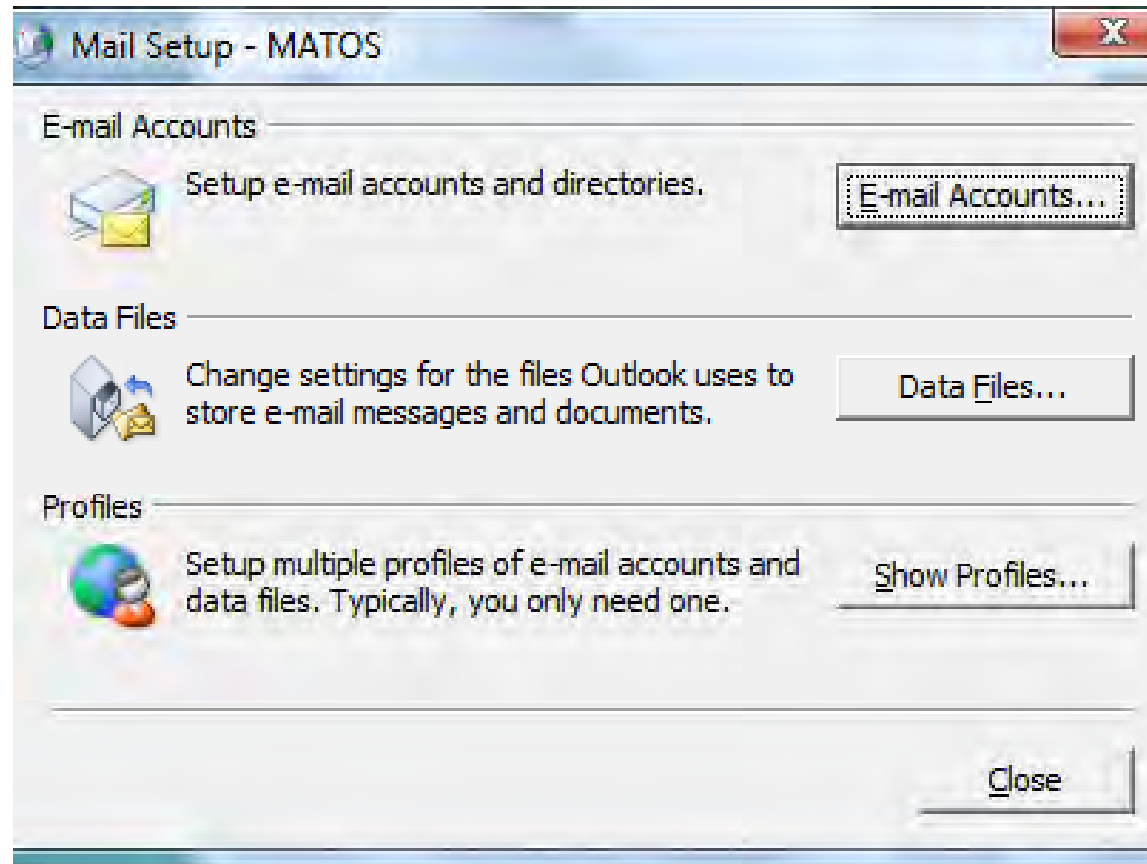 Mail Setup - MATOS
E-mail Accounts
Setup e-mail accounts and directories.
E-mail Accounts...
Data Files
Change settings for the files Outlook uses to
store e-mail messages and documents.
Data Files...
Profiles
Setup multiple profiles of e-mail accounts and
data files. Typically, you only need one.
Show Profiles...
Close